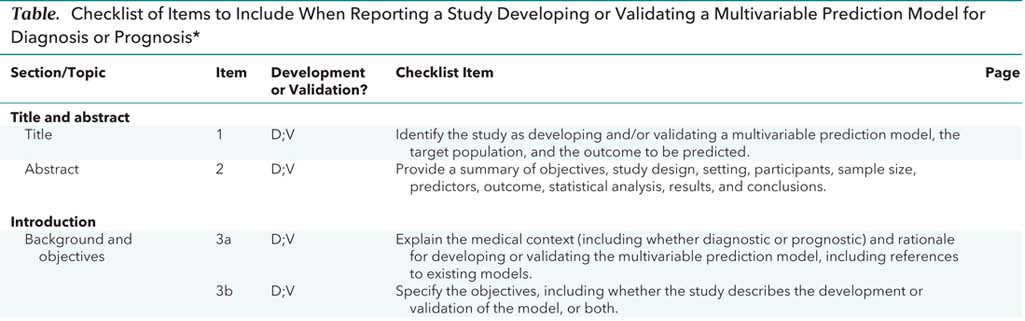 Table. Checklist of Items to Include When Reporting a Study Developing or Validating a Multivariable Prediction Model for
Diagnosis or Prognosis*
Section/Topic Item Development Checklist Item Page
or Validation?
Title and abstract
Title 1 D;V Identify the study as developing and/or validating a multivariable prediction model, the
target population, and the outcome to be predicted.
Abstract 2 D;V Provide a summary of objectives, study design, setting, participants, sample size,
predictors, outcome, statistical analysis, results, and conclusions.
Introduction
Background and 3a D;V Explain the medical context (including whether diagnostic or prognostic) and rationale
objectives for developing or validating the multivariable prediction model, including references
to existing models.
3b D;V Specify the objectives, including whether the study describes the development or
validation of the model, or both.